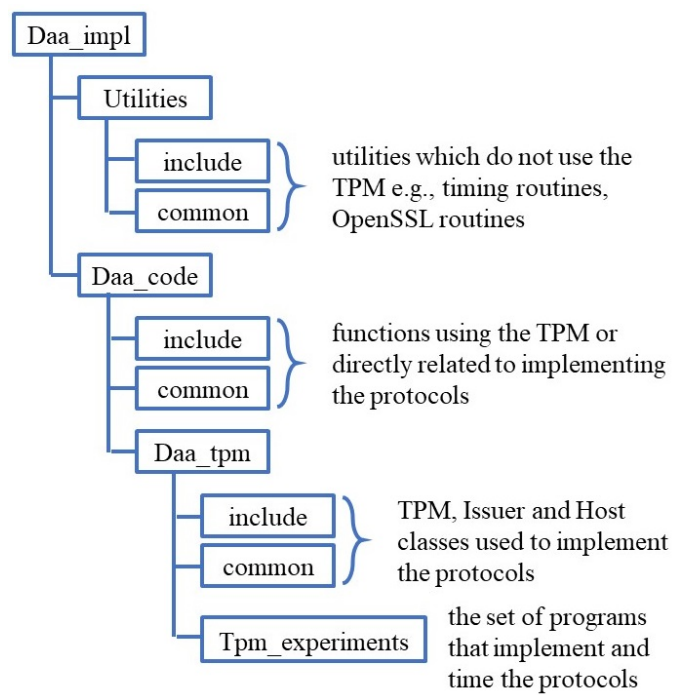 Daa_impl
Utilities
include
common
utilities which do not use the
TPM e.g., timing routines,
OpenSSL routines
Daa_code
include
common
functions using the TPM or
directly related to implementing
the protocols
Daa_tpm
include
common
TPM, Issuer and Host
classes used to implement
the protocols
Tpm_experiments
the set of programs
that implement and
time the protocols